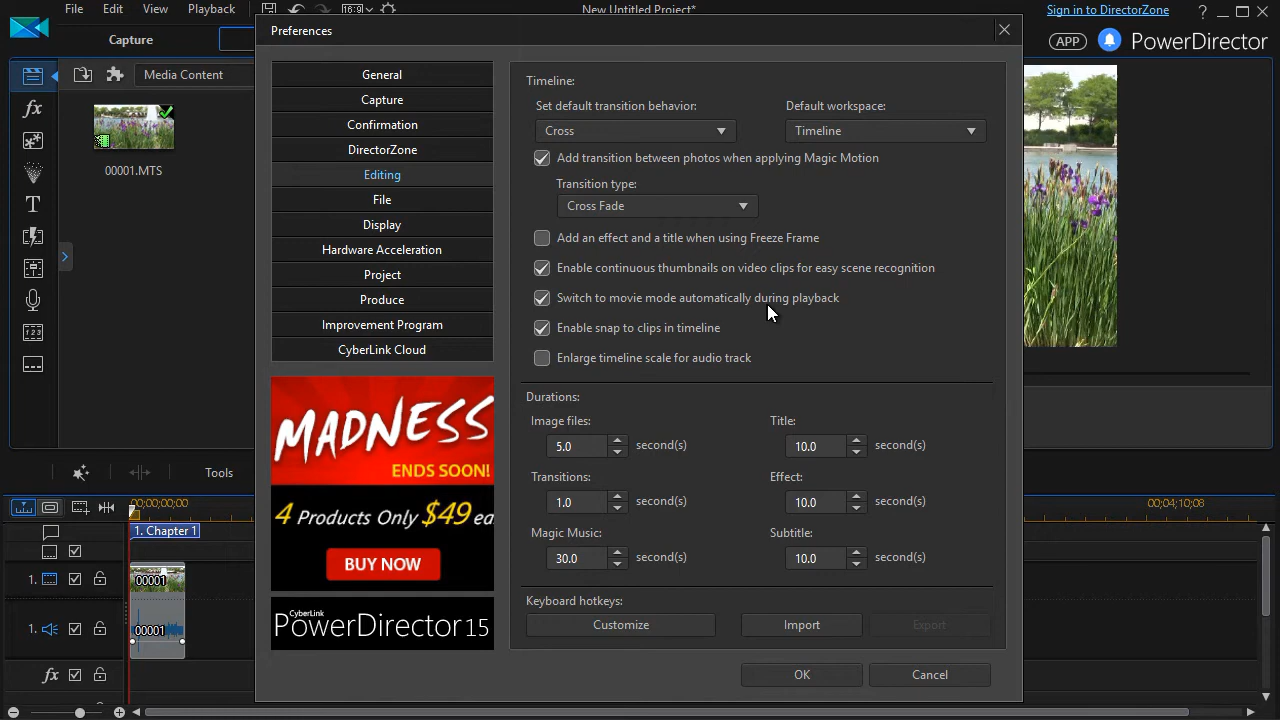 File Edit View Playback 16:9 New Untitled Project* Sign in to DirectorZone ?
Capture APP PowerDirector
Media Content
fx
00001.MTS
T
Preferences
General
Capture
Confirmation
DirectorZone
Editing
File
Display
Hardware Acceleration
Project
Produce
Improvement Program
CyberLink Cloud
MADNESS
ENDS SOON!
4 Products Only $49 ea
BUY NOW
CyberLink
PowerDirector 15
Timeline:
Set default transition behavior: Default workspace:
Cross Timeline
Add transition between photos when applying Magic Motion
Transition type:
Cross Fade
Add an effect and a title when using Freeze Frame
Enable continuous thumbnails on video clips for easy scene recognition
Switch to movie mode automatically during playback
Enable snap to clips in timeline
Enlarge timeline scale for audio track
Durations:
Image files: Title:
5.0 second(s) 10.0 second(s)
Transitions: Effect:
1.0 second(s) 10.0 second(s)
Magic Music: Subtitle:
30.0 second(s) 10.0 second(s)
Keyboard hotkeys:
Customize Import Export
OK Cancel
Tools
00;00;00;00 00;04;10;08
1. Chapter 1
1. 00001
1. 00001
fx